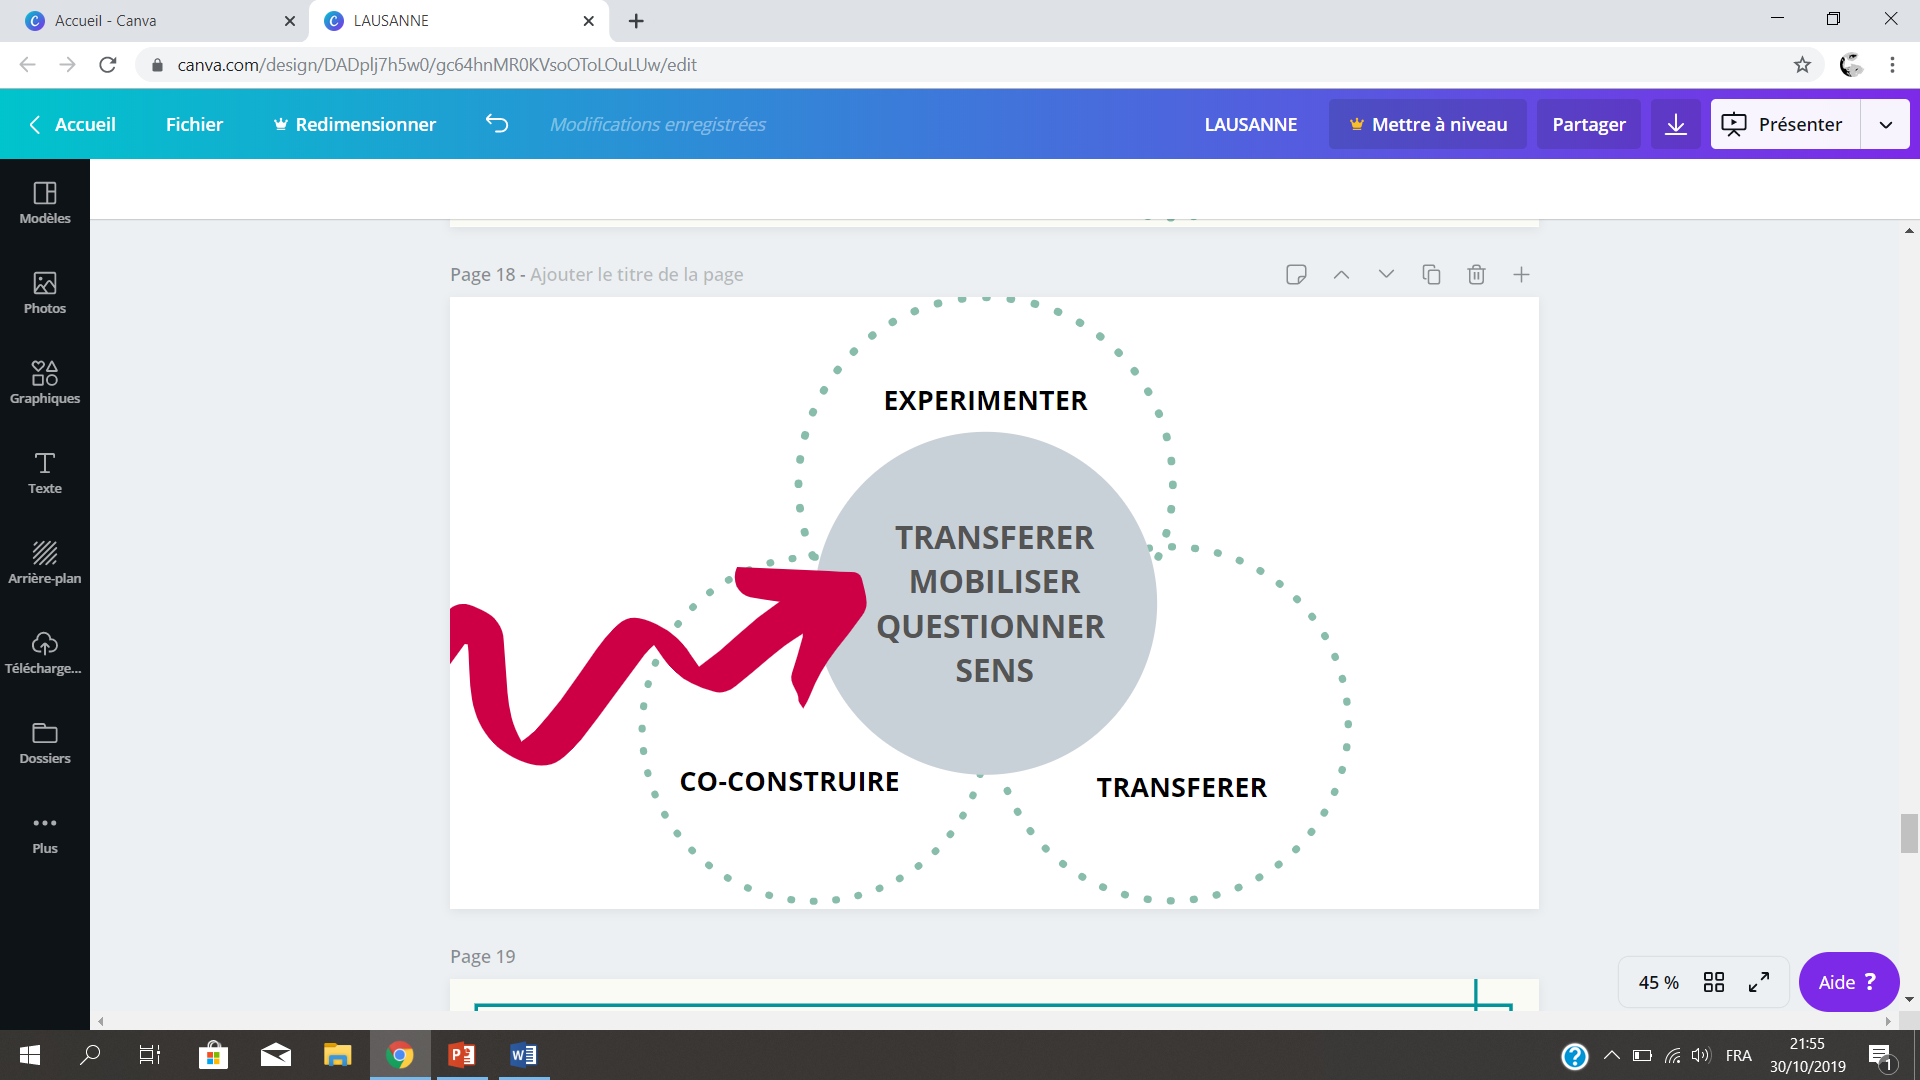 Accueil - Canva
LAUSANNE
canva.com/design/DADplj7h5w0/gc64hnMR0KVsoOToLOuLUw/edit
Accueil
Fichier
Redimensionner
Modifications enregistrées
LAUSANNE
Mettre à niveau
Partager
Présenter
Modèles
Photos
Graphiques
Texte
Arrière-plan
Télécharge...
Dossiers
Plus
Page 18 - Ajouter le titre de la page
EXPERIMENTER
TRANSFERER
MOBILISER
QUESTIONNER
SENS
CO-CONSTRUIRE
TRANSFERER
Page 19
45 %
Aide ?
FRA
21:55
30/10/2019
1